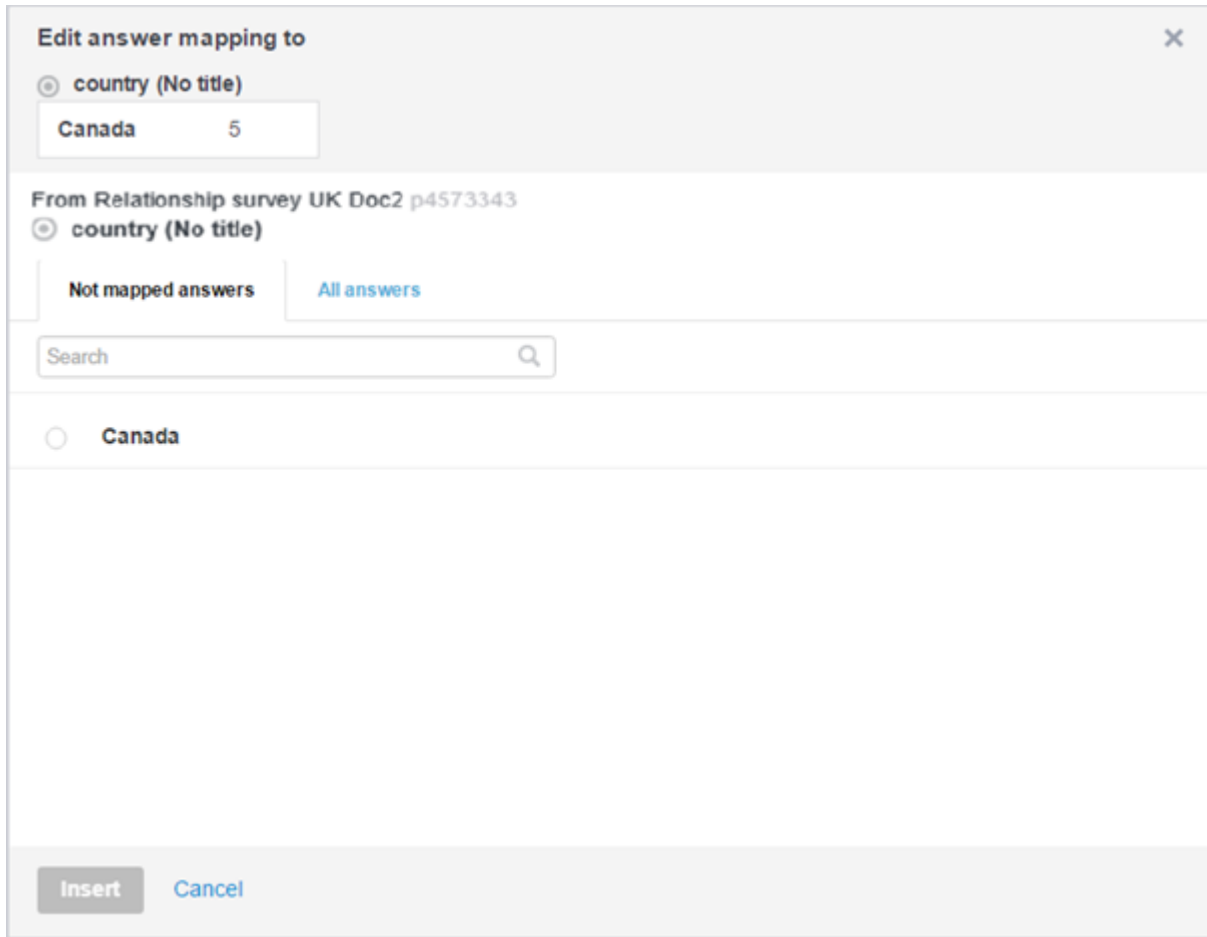 Edit answer mapping to
country (No title)
Canada 5
From Relationship survey UK Doc2 p4573343
country (No title)
Not mapped answers All answers
Search
Canada
Insert Cancel